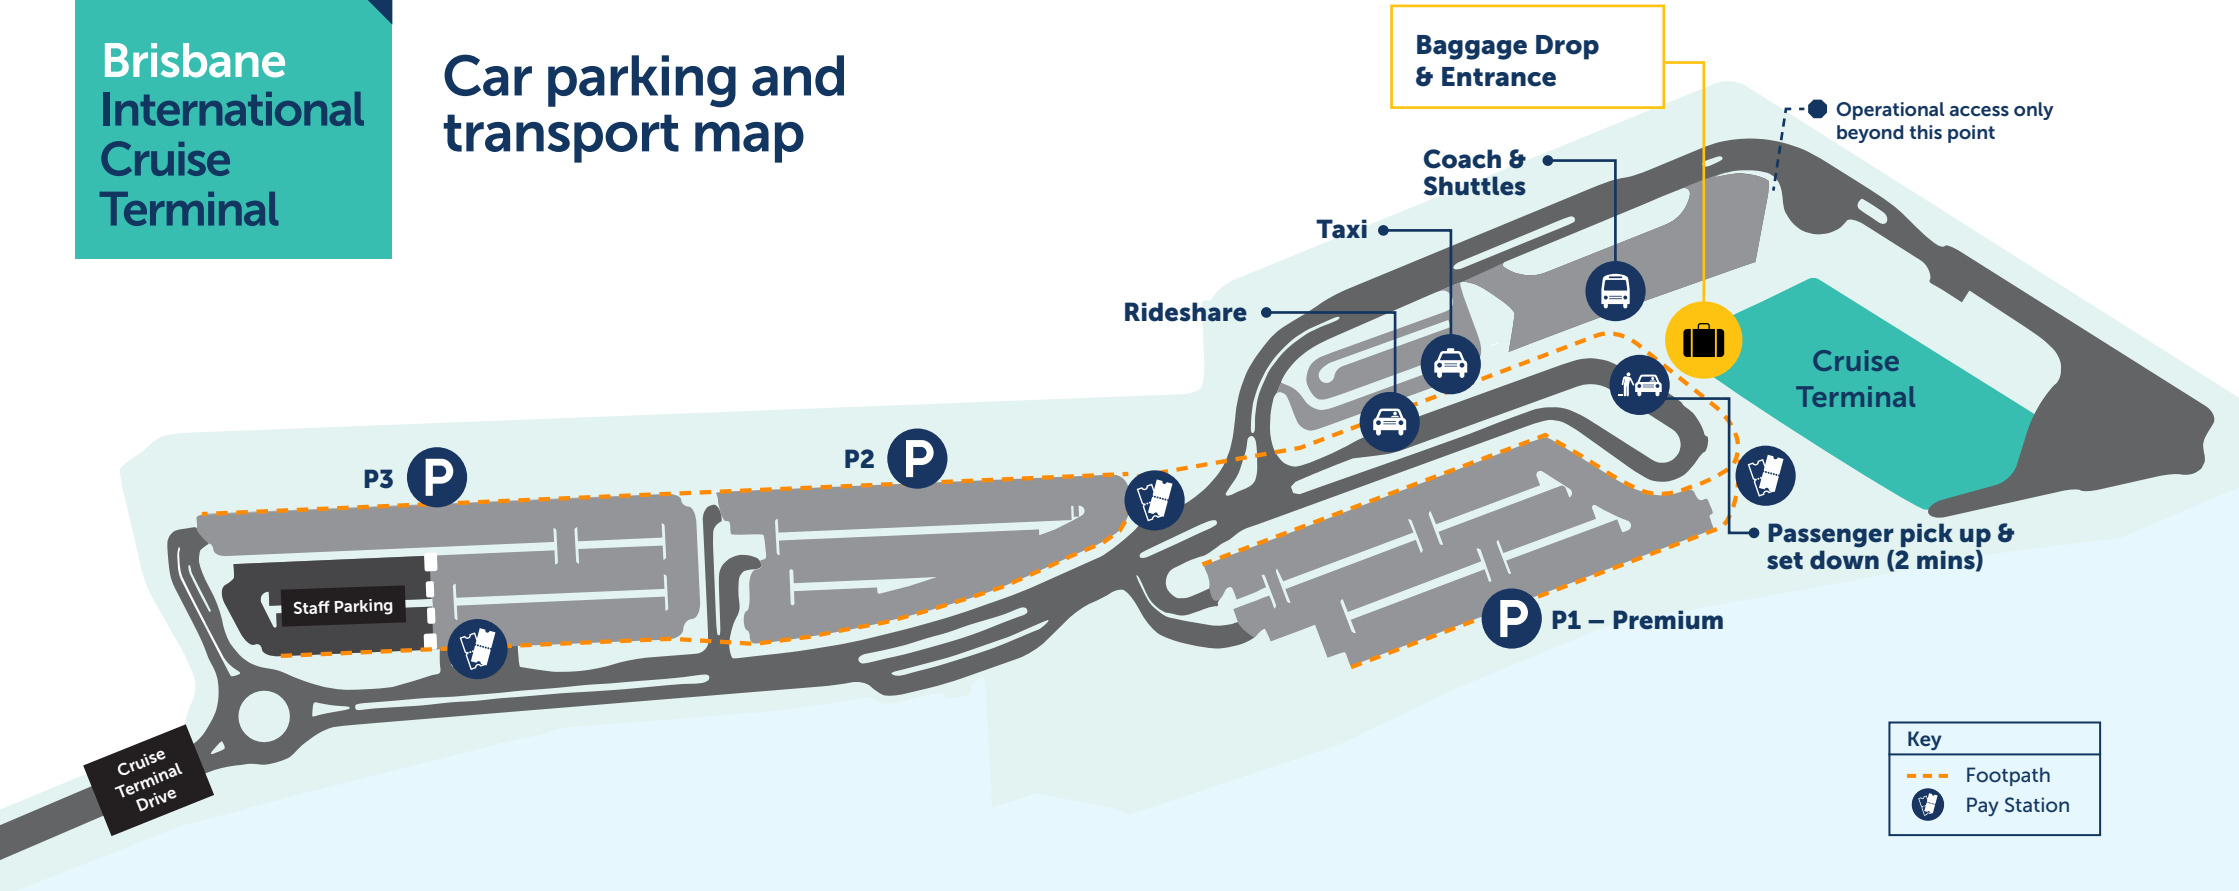 Brisbane
International
Cruise
Terminal
Car parking and
transport map
Baggage Drop
& Entrance
Operational access only
beyond this point
Coach &
Shuttles
Taxi
Rideshare
Cruise
Terminal
P3
P
P2
P
Staff Parking
Passenger pick up &
set down (2 mins)
P
P1 – Premium
Cruise
Terminal
Drive
Key
Footpath
Pay Station